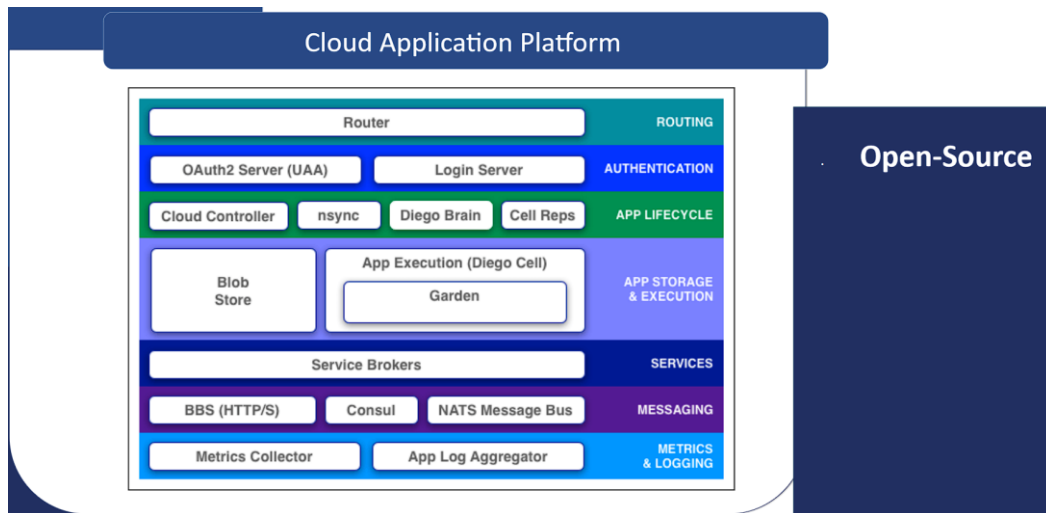 Cloud Application Platform
Open-Source
Router
ROUTING
OAuth2 Server (UAA)
Login Server
AUTHENTICATION
Cloud Controller
nsync
Diego Brain
Cell Reps
APP LIFECYCLE
Blob
Store
App Execution (Diego Cell)
Garden
APP STORAGE
& EXECUTION
Service Brokers
SERVICES
BBS (HTTP/S)
Consul
NATS Message Bus
MESSAGING
Metrics Collector
App Log Aggregator
METRICS
& LOGGING